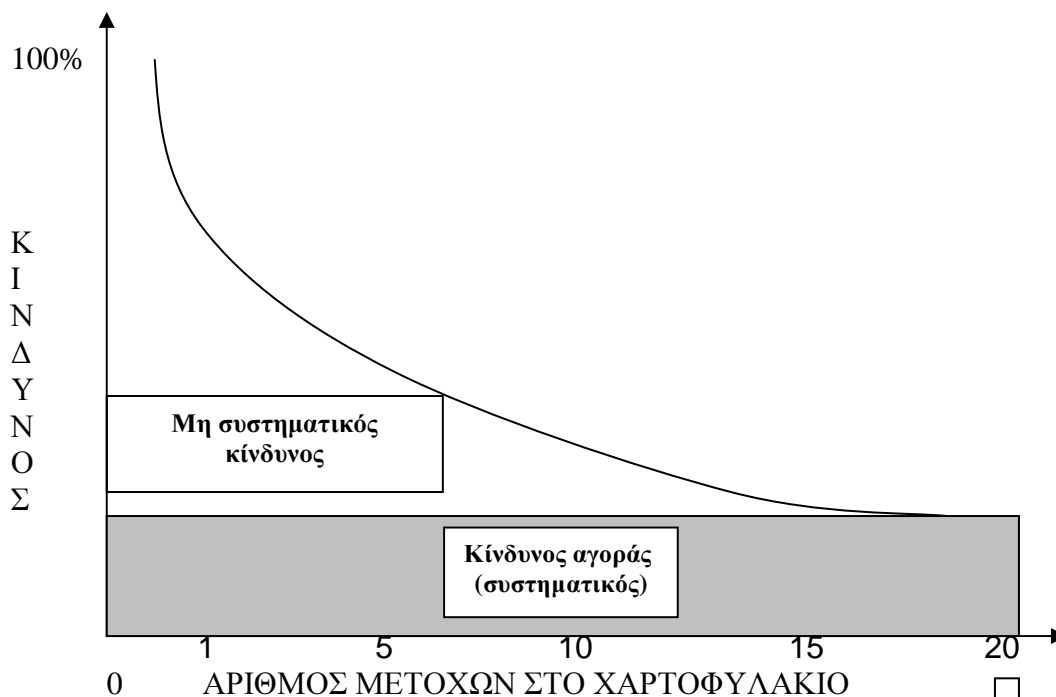 100%
Κ
Ι
Ν
Δ
Υ
Ν
Ο
Σ
Μη συστηματικός
κίνδυνος
Κίνδυνος αγοράς
(συστηματικός)
1 5 10 15 20
0 ΑΡΙΘΜΟΣ ΜΕΤΟΧΩΝ ΣΤΟ ΧΑΡΤΟΦΥΛΑΚΙΟ